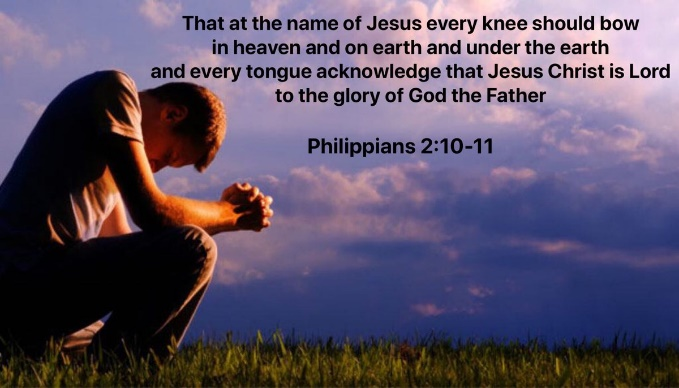 That at the name of Jesus every knee should bow
in heaven and on earth and under the earth
and every tongue acknowledge that Jesus Christ is Lord
to the glory of God the Father
Philippians 2:10-11